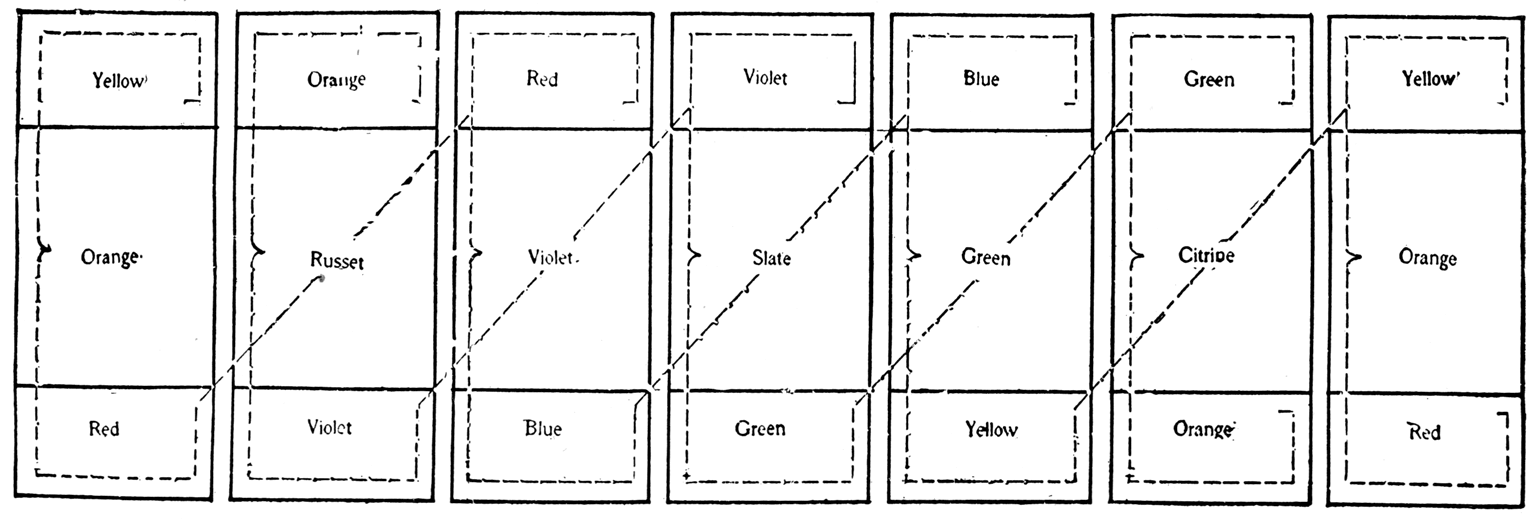 Yellow Orange Red Violet Blue Green Yellow
Orange Russet Violet Slate Green Citrine Orange
Red Violet Blue Green Yellow Orange Red